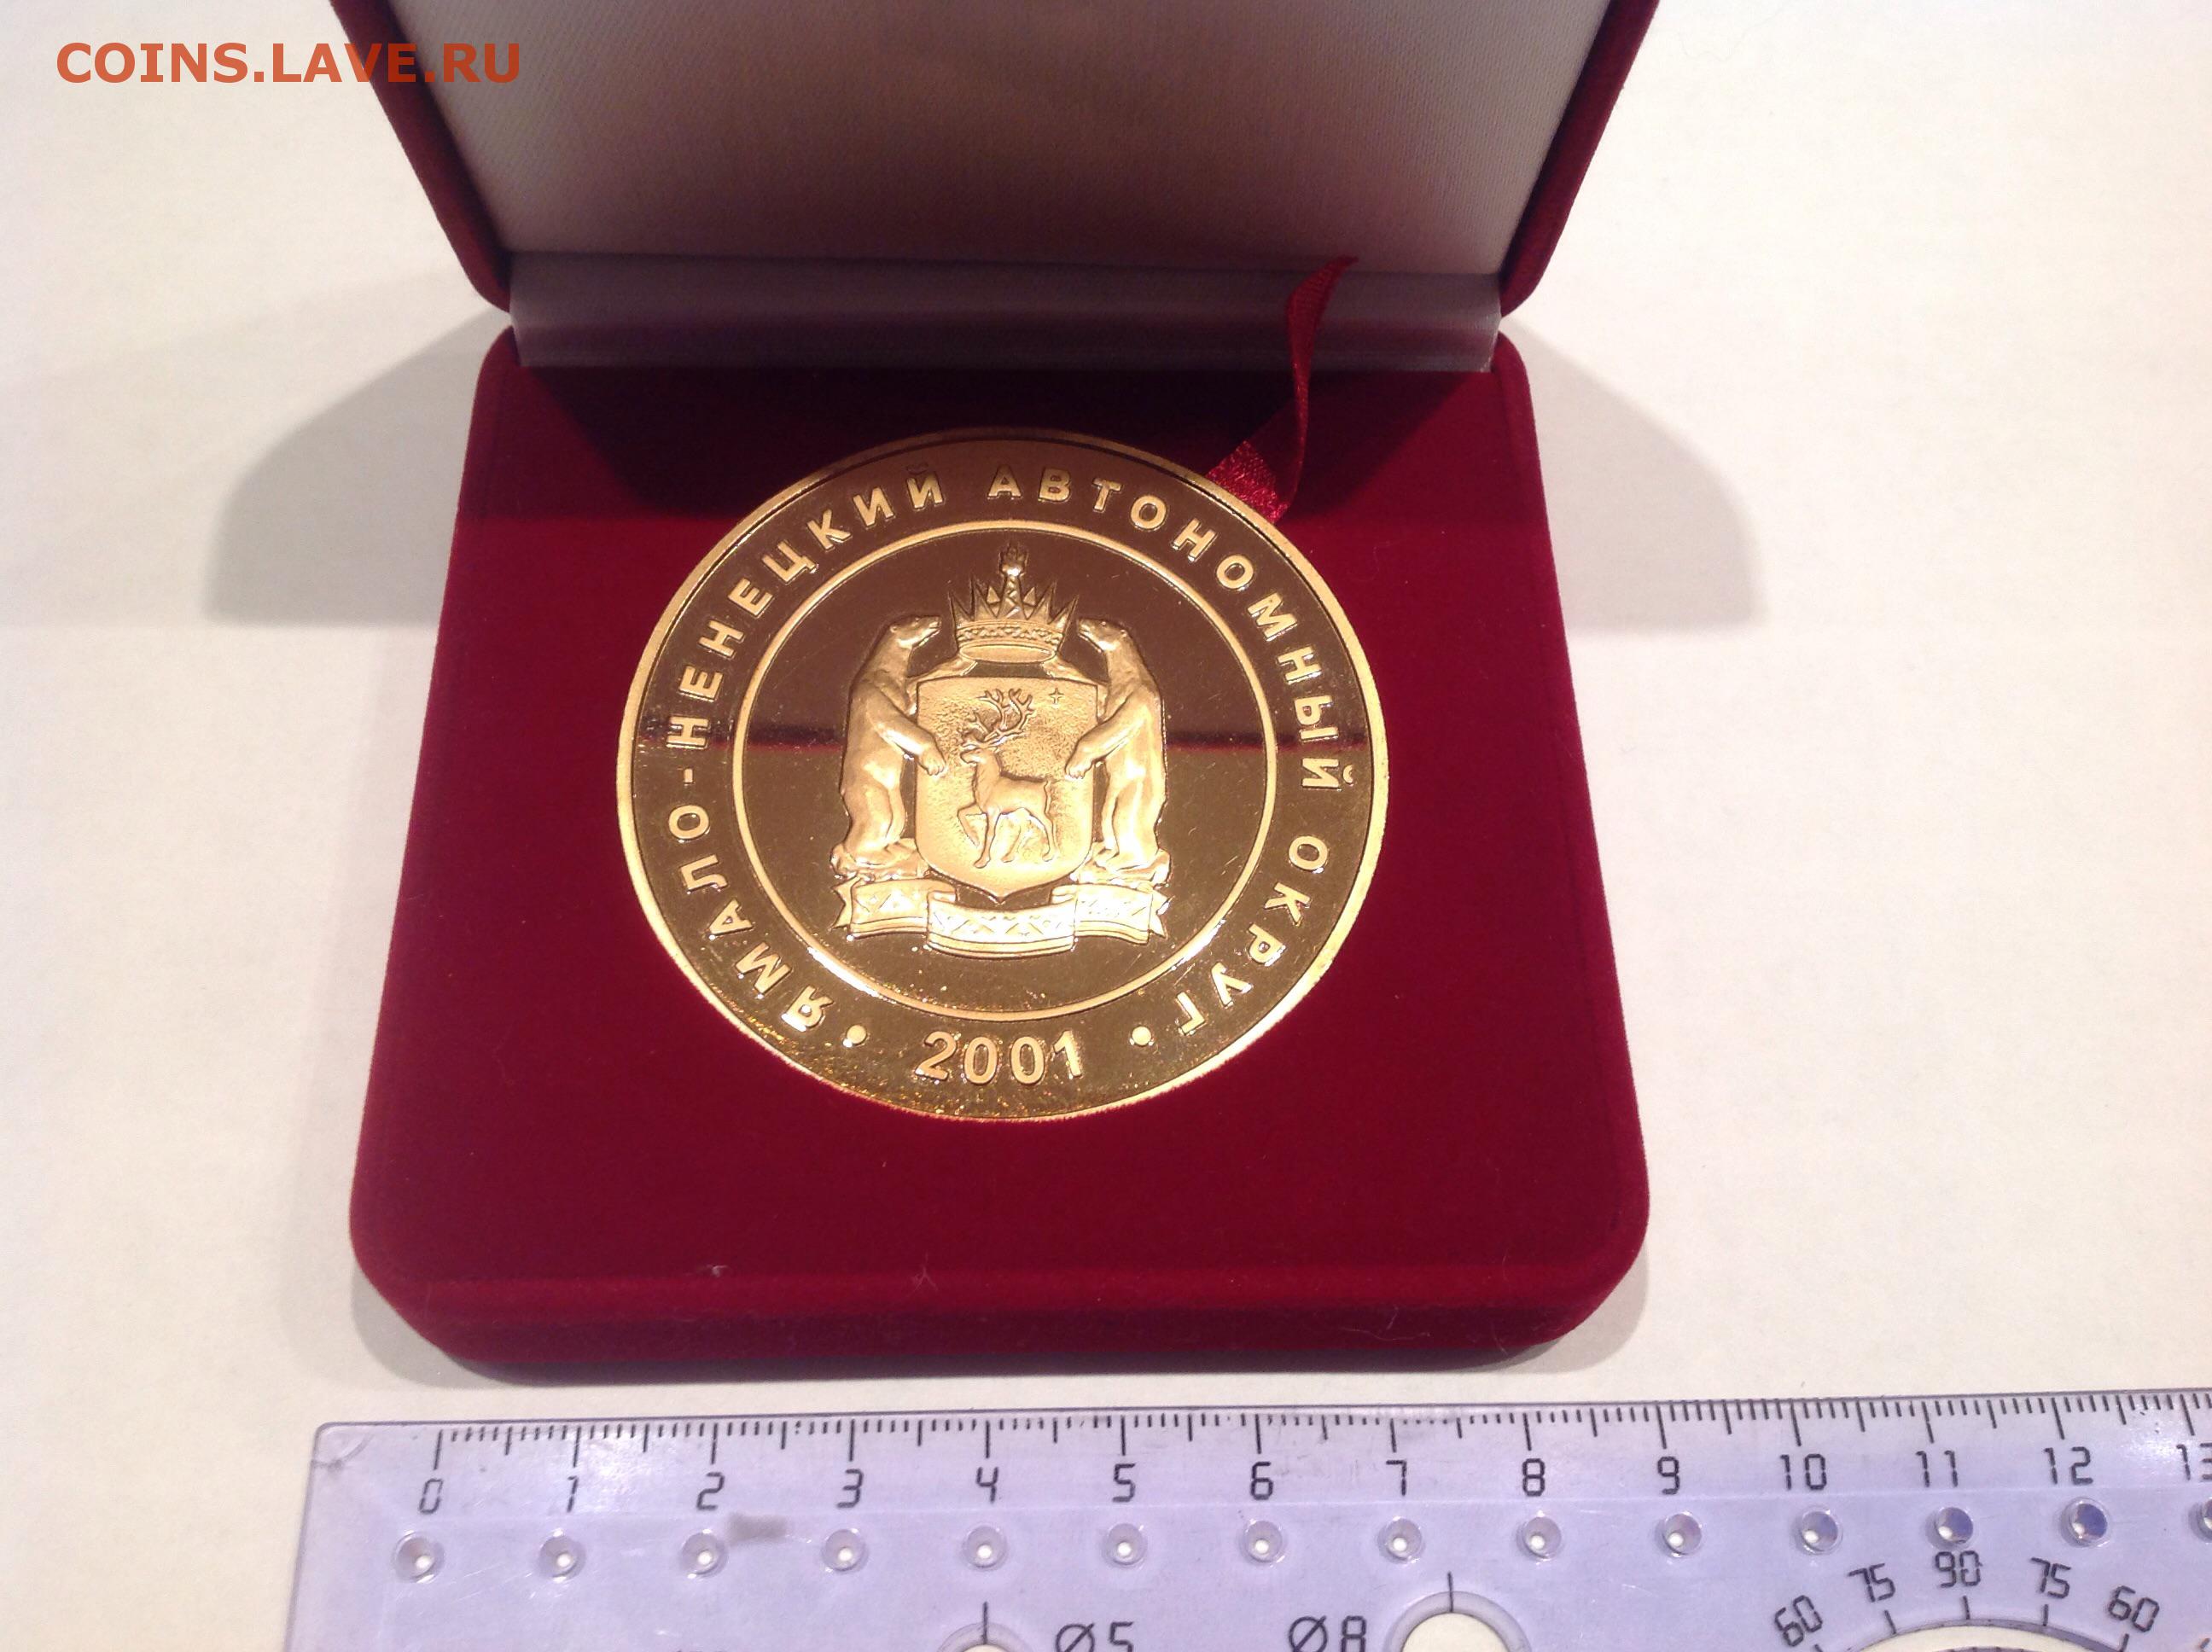 COINS.LAVE.RU
ЯМАЛО-НЕНЕЦКИЙ АВТОНОМНЫЙ ОКРУГ
• 2001 •
0 1 2 3 4 5 6 7 8 9 10 11 12 13
60 75 90 75 60
Ø5 Ø8